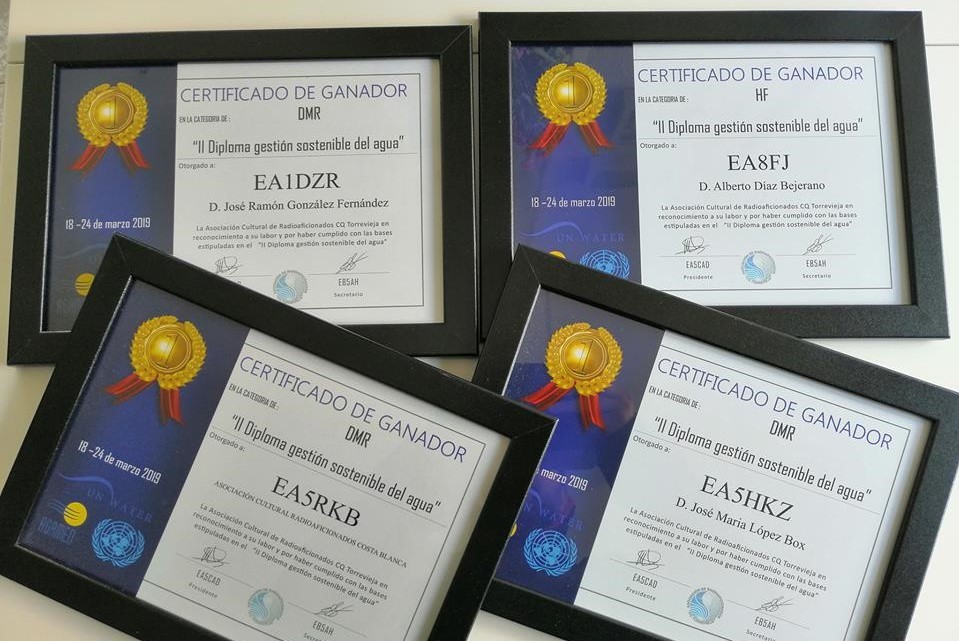 CERTIFICADO DE GANADOR
EN LA CATEGORIA DE :
DMR
"II Diploma gestión sostenible del agua"
Otorgado a:
EA1DZR
D. José Ramón González Fernández
La Asociación Cultural de Radioaficionados CQ Torrevieja en
reconocimiento a su labor y por haber cumplido con las bases
estipuladas en el "II Diploma gestión sostenible del agua"
EB5AH
Secretario
18 -24 de marzo 2019
CERTIFICADO DE GANADOR
EN LA CATEGORIA DE :
HF
"II Diploma gestión sostenible del agua"
Otorgado a:
EA8FJ
D. Alberto Díaz Bejerano
La Asociación Cultural de Radioaficionados CQ Torrevieja en
reconocimiento a su labor y por haber cumplido con las bases
estipuladas en el "II Diploma gestión sostenible del agua"
EA5CAD
Presidente
EB5AH
Secretario
18 -24 de marzo 2019
UN WATER
CERTIFICADO DE GANADOR
EN LA CATEGORIA DE :
DMR
"II Diploma gestión sostenible del agua"
Otorgado a:
EA5RKB
ASOCIACIÓN CULTURAL RADIOAFICIONADOS COSTA BLANCA
La Asociación Cultural de Radioaficionados CQ Torrevieja en
reconocimiento a su labor y por haber cumplido con las bases
estipuladas en el "II Diploma gestión sostenible del agua"
EA5CAD
Presidente
EB5AH
18 -24 de marzo 2019
UN WATER
CERTIFICADO DE GANADOR
EN LA CATEGORIA DE :
DMR
"II Diploma gestión sostenible del agua"
Otorgado a:
EA5HKZ
D. José Maria López Box
La Asociación Cultural de Radioaficionados CQ Torrevieja en
reconocimiento a su labor y por haber cumplido con las bases
estipuladas en el "II Diploma gestión sostenible del agua"
EA5CAD
Presidente
EB5AH
marzo 2019
UN WATER